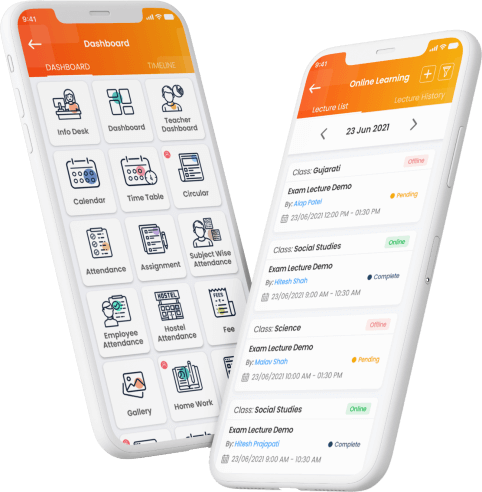 9:41
Dashboard
DASHBOARD
TIMELINE
Info Desk
Dashboard
Teacher
Dashboard
Calendar
Time Table
Circular
Attendance
Assignment
Subject Wise
Attendance
Employee
Attendance
HOSTEL
Hostel
Attendance
FEES
Fee
Gallery
Home Work
9:41
Online Learning
Lecture List
Lecture History
23 Jun 2021
Class: Gujarati
Offline
Exam Lecture Demo
By: Alap Patel
Pending
23/06/2021 12:00 PM - 01:30 PM
Class: Social Studies
Online
Exam Lecture Demo
By: Hitesh Shah
Complete
23/06/2021 9:00 AM - 10:30 AM
Class: Science
Offline
Exam Lecture Demo
By: Malav Shah
Pending
23/06/2021 10:00 AM - 01:30 PM
Class: Social Studies
Online
Exam Lecture Demo
By: Hitesh Prajapati
Complete
23/06/2021 9:00 AM - 10:30 AM